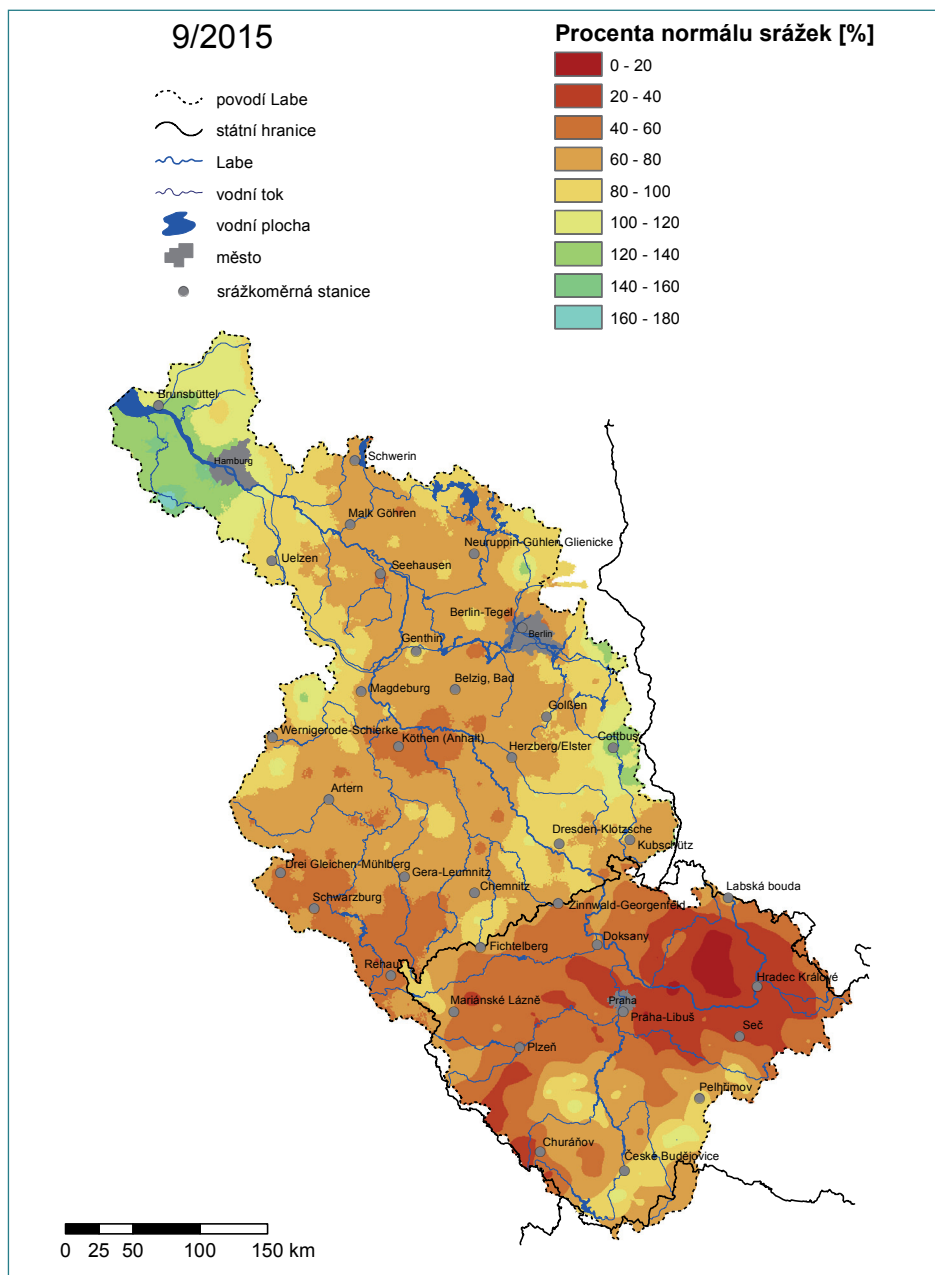 9/2015
Procenta normálu srážek [%]
povodí Labe
státní hranice
Labe
vodní tok
vodní plocha
město
srážkoměrná stanice
0 - 20
20 - 40
40 - 60
60 - 80
80 - 100
100 - 120
120 - 140
140 - 160
160 - 180
Brunsbüttel
Hamburg
Schwerin
Malk Göhren
Neuruppin-Gühlen Glienicke
Uelzen
Seehausen
Berlin-Tegel
Berlin
Genthin
Magdeburg
Belzig, Bad
Golßen
Wernigerode-Schierke
Köthen (Anhalt)
Cottbus
Herzberg/Elster
Artern
Dresden-Klötzsche
Kubschütz
Drei Gleichen-Mühlberg
Gera-Leumnitz
Chemnitz
Labská bouda
Schwarzburg
Zinnwald-Georgenfeld
Doksany
Fichtelberg
Rehau
Hradec Králové
Mariánské Lázně
Praha
Praha-Libuš
Seč
Plzeň
Pelhřimov
Churáňov
České Budějovice
0 25 50 100 150 km